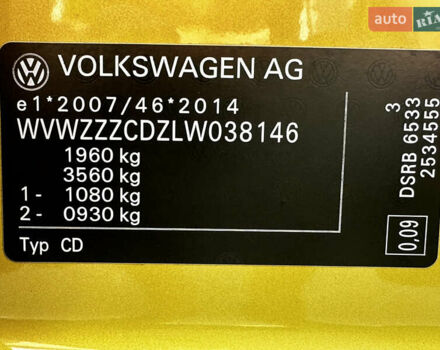 auto RIA
VOLKSWAGEN AG
e1*2007/46*2014
WVWZZZCDZLW038146
1960 kg
3560 kg
1- 1080 kg
2- 0930 kg
Typ CD
3
DSRB 6533
2534555
0,09